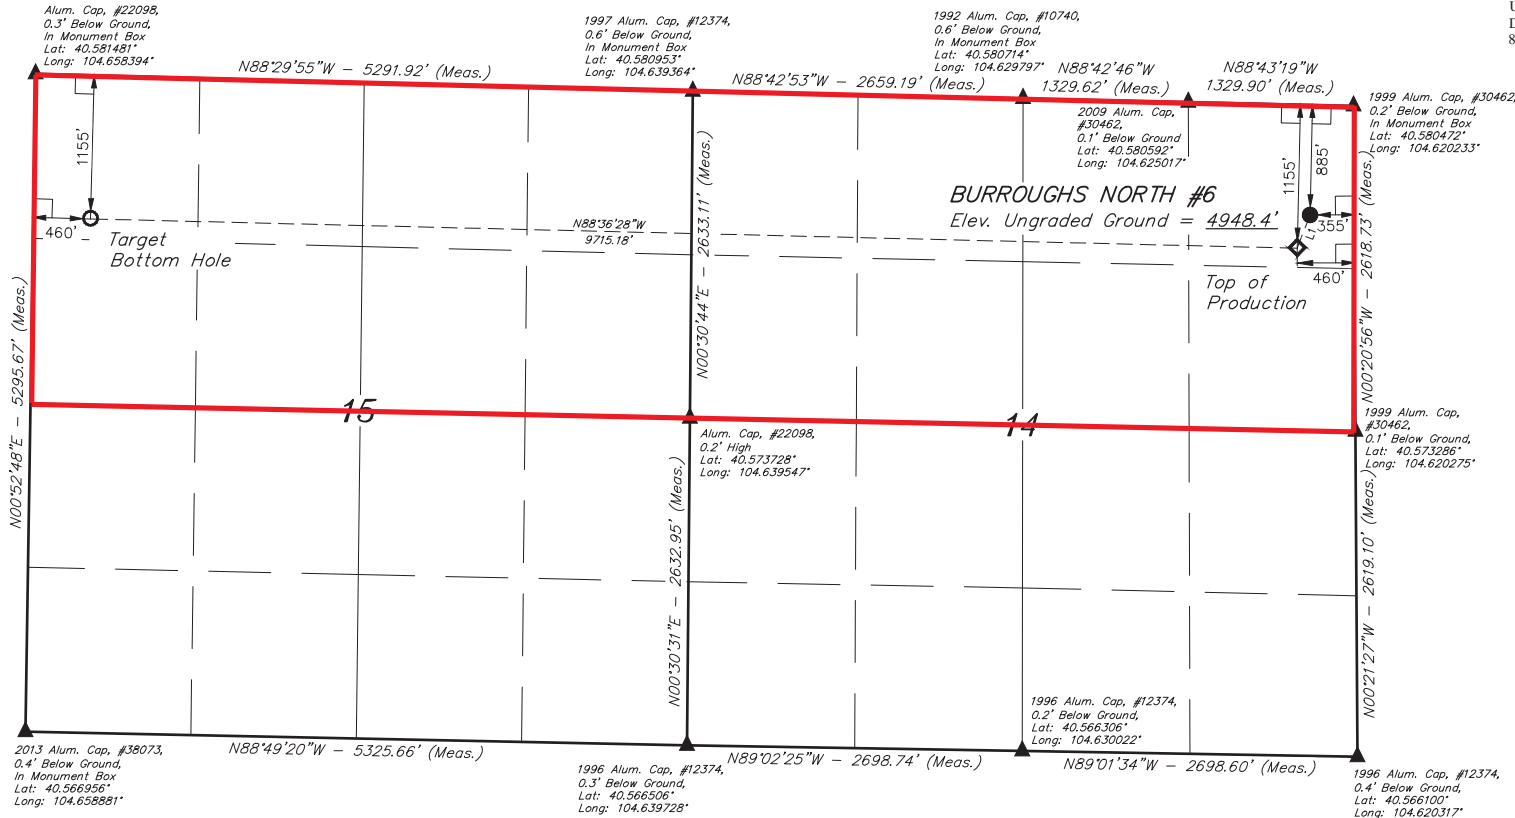 Alum. Cap, #22098,
0.3' Below Ground,
In Monument Box
Lat: 40.581481°
Long: 104.658394°
1997 Alum. Cap, #12374,
0.6' Below Ground,
In Monument Box
Lat: 40.580953°
Long: 104.639364°
1992 Alum. Cap, #10740,
0.6' Below Ground,
In Monument Box
Lat: 40.580714°
Long: 104.629797°
N88°29'55"W - 5291.92' (Meas.)
N88°42'53"W - 2659.19' (Meas.)
N88°42'46"W
1329.62' (Meas.)
N88°43'19"W
1329.90' (Meas.)
1999 Alum. Cap, #30462,
0.2' Below Ground,
In Monument Box
Lat: 40.580472°
Long: 104.620233°
2009 Alum. Cap,
#30462,
0.1' Below Ground
Lat: 40.580592°
Long: 104.625017°
1155'
460'
Target
Bottom Hole
N88°36'28"W
9715.18'
BURROUGHS NORTH #6
Elev. Ungraded Ground = 4948.4'
1155'
885'
L1
355'
460'
Top of
Production
N00°52'48"E - 5295.67' (Meas.)
N00°30'44"E - 2633.11' (Meas.)
N00°20'56"W - 2618.73' (Meas.)
15
14
Alum. Cap, #22098,
0.2' High
Lat: 40.573728°
Long: 104.639547°
1999 Alum. Cap,
#30462,
0.1' Below Ground,
Lat: 40.573286°
Long: 104.620275°
N00°30'31"E - 2632.95' (Meas.)
N00°21'27"W - 2619.10' (Meas.)
2013 Alum. Cap, #38073,
0.4' Below Ground,
In Monument Box
Lat: 40.566956°
Long: 104.658881°
N88°49'20"W - 5325.66' (Meas.)
1996 Alum. Cap, #12374,
0.3' Below Ground,
Lat: 40.566506°
Long: 104.639728°
N89°02'25"W - 2698.74' (Meas.)
1996 Alum. Cap, #12374,
0.2' Below Ground,
Lat: 40.566306°
Long: 104.630022°
N89°01'34"W - 2698.60' (Meas.)
1996 Alum. Cap, #12374,
0.4' Below Ground,
Lat: 40.566100°
Long: 104.620317°